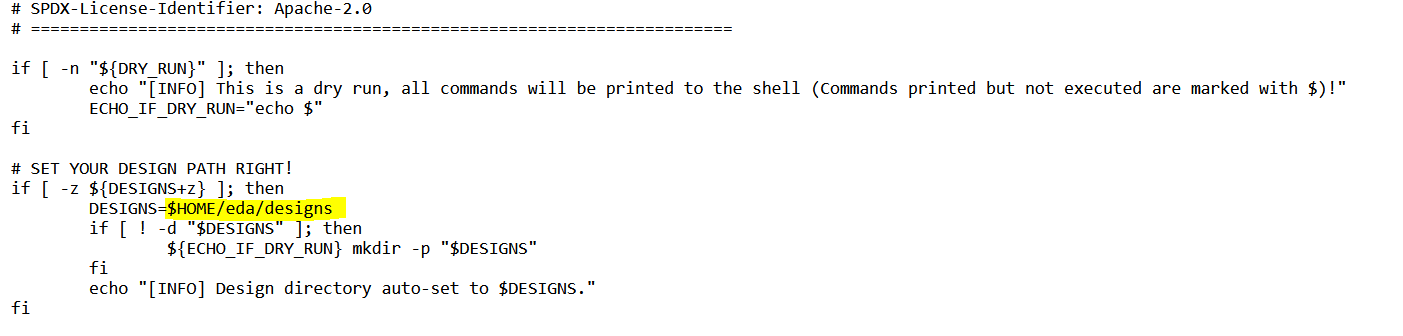 # SPDX-License-Identifier: Apache-2.0
# ========================================================================
if [ -n "${DRY_RUN}" ]; then
echo "[INFO] This is a dry run, all commands will be printed to the shell (Commands printed but not executed are marked with $)!"
ECHO_IF_DRY_RUN="echo $"
fi
# SET YOUR DESIGN PATH RIGHT!
if [ -z ${DESIGNS+z} ]; then
DESIGNS=$HOME/eda/designs
if [ ! -d "$DESIGNS" ]; then
${ECHO_IF_DRY_RUN} mkdir -p "$DESIGNS"
fi
echo "[INFO] Design directory auto-set to $DESIGNS."
fi